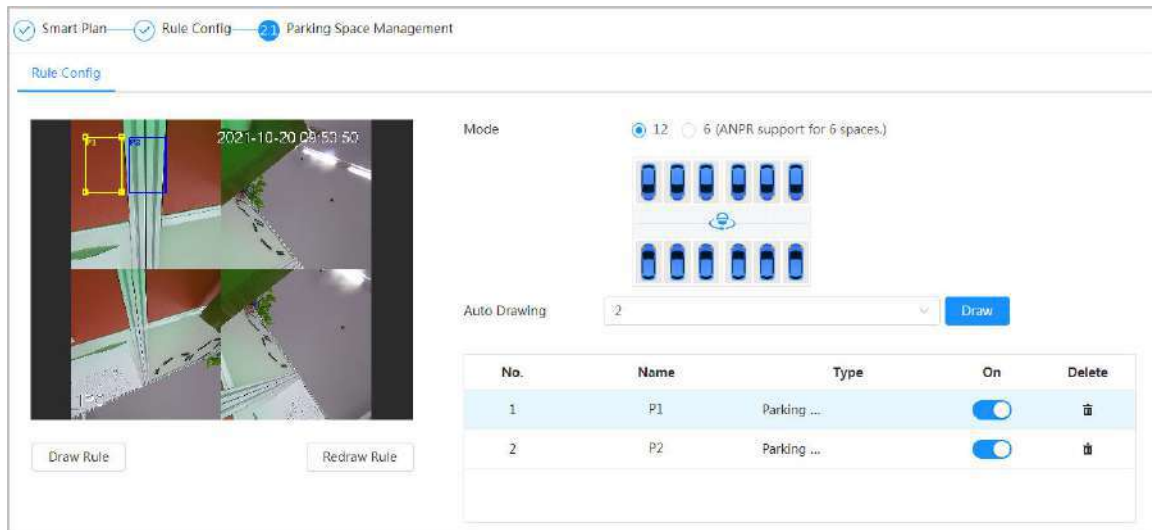 Smart Plan Rule Config 2.1 Parking Space Management
Rule Config
P1 P2 2021-10-20 09:53:50
IPC
Draw Rule Redraw Rule
Mode 12 6 (ANPR support for 6 spaces.)
Auto Drawing 2 Draw
No. Name Type On Delete
1 P1 Parking ...
2 P2 Parking ...